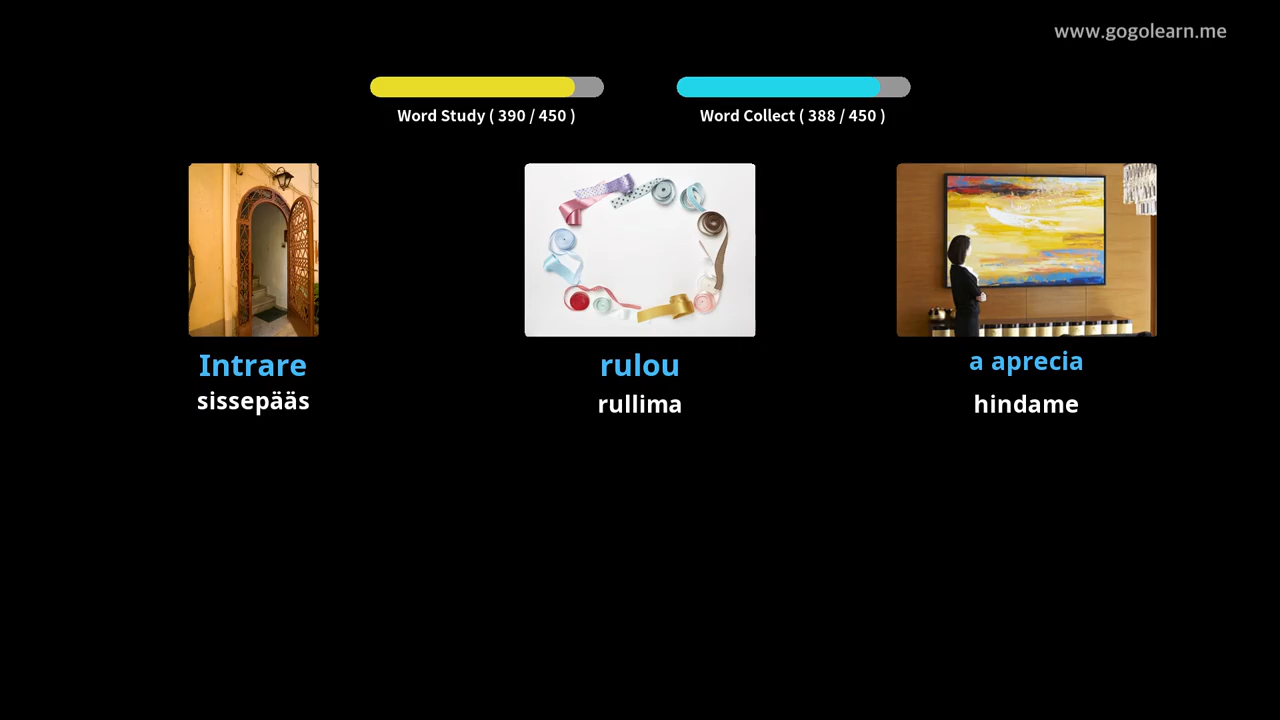 www.gogolearn.me
Word Study ( 390 / 450 )
Word Collect ( 388 / 450 )
Intrare
sissepääs
rulou
rullima
a aprecia
hindame